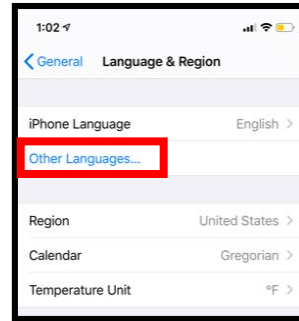 1:02
General Language & Region
iPhone Language English
Other Languages...
Region United States
Calendar Gregorian
Temperature Unit °F